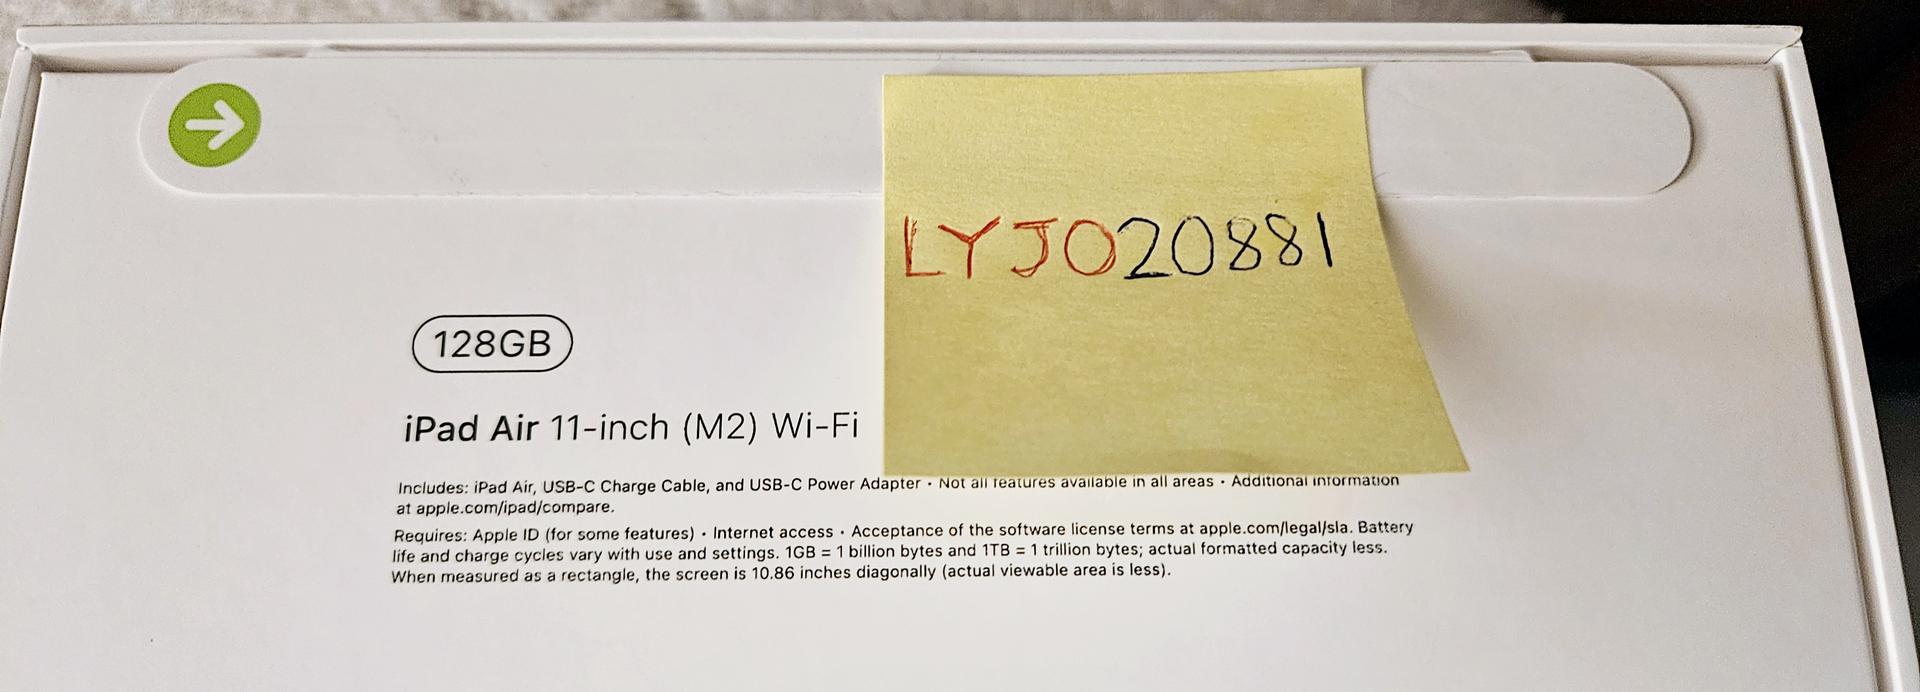 LYJO20881
128GB
iPad Air 11-inch (M2) Wi-Fi
Includes: iPad Air, USB-C Charge Cable, and USB-C Power Adapter • Not all features available in all areas • Additional information
at apple.com/ipad/compare.
Requires: Apple ID (for some features) • Internet access • Acceptance of the software license terms at apple.com/legal/sla. Battery
life and charge cycles vary with use and settings. 1GB = 1 billion bytes and 1TB = 1 trillion bytes; actual formatted capacity less.
When measured as a rectangle, the screen is 10.86 inches diagonally (actual viewable area is less).